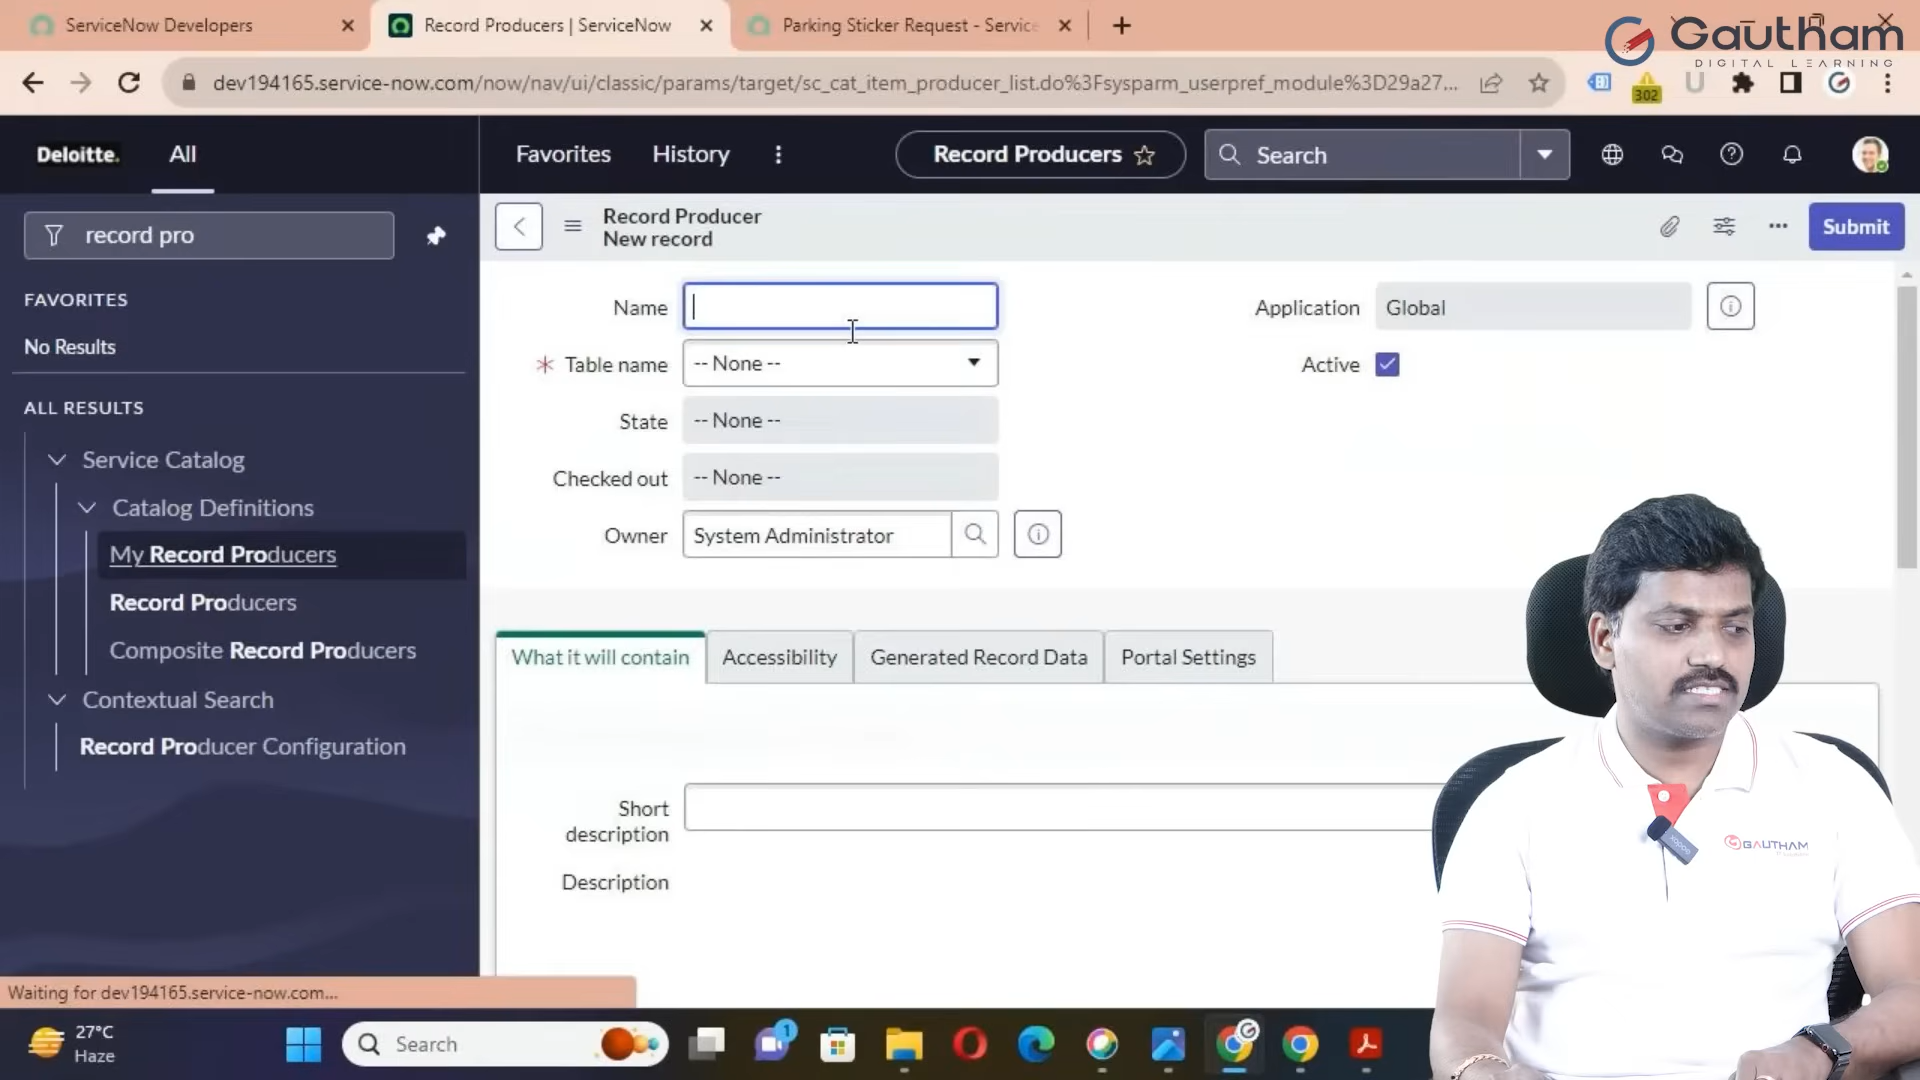 ServiceNow Developers
Record Producers | ServiceNow
Parking Sticker Request - Service
Gautham
DIGITAL LEARNING
dev194165.service-now.com/now/nav/ui/classic/params/target/sc_cat_item_producer_list.do%3Fsysparm_userpref_module%3D29a27...
302
Deloitte.
All
Favorites
History
Record Producers
Search
record pro
Record Producer
New record
Submit
FAVORITES
No Results
ALL RESULTS
Service Catalog
Catalog Definitions
My Record Producers
Record Producers
Composite Record Producers
Contextual Search
Record Producer Configuration
Name
Application
Global
Table name
-- None --
Active
State
-- None --
Checked out
-- None --
Owner
System Administrator
What it will contain
Accessibility
Generated Record Data
Portal Settings
Short
description
Description
GAUTHAM
Waiting for dev194165.service-now.com...
27°C
Haze
Search
1